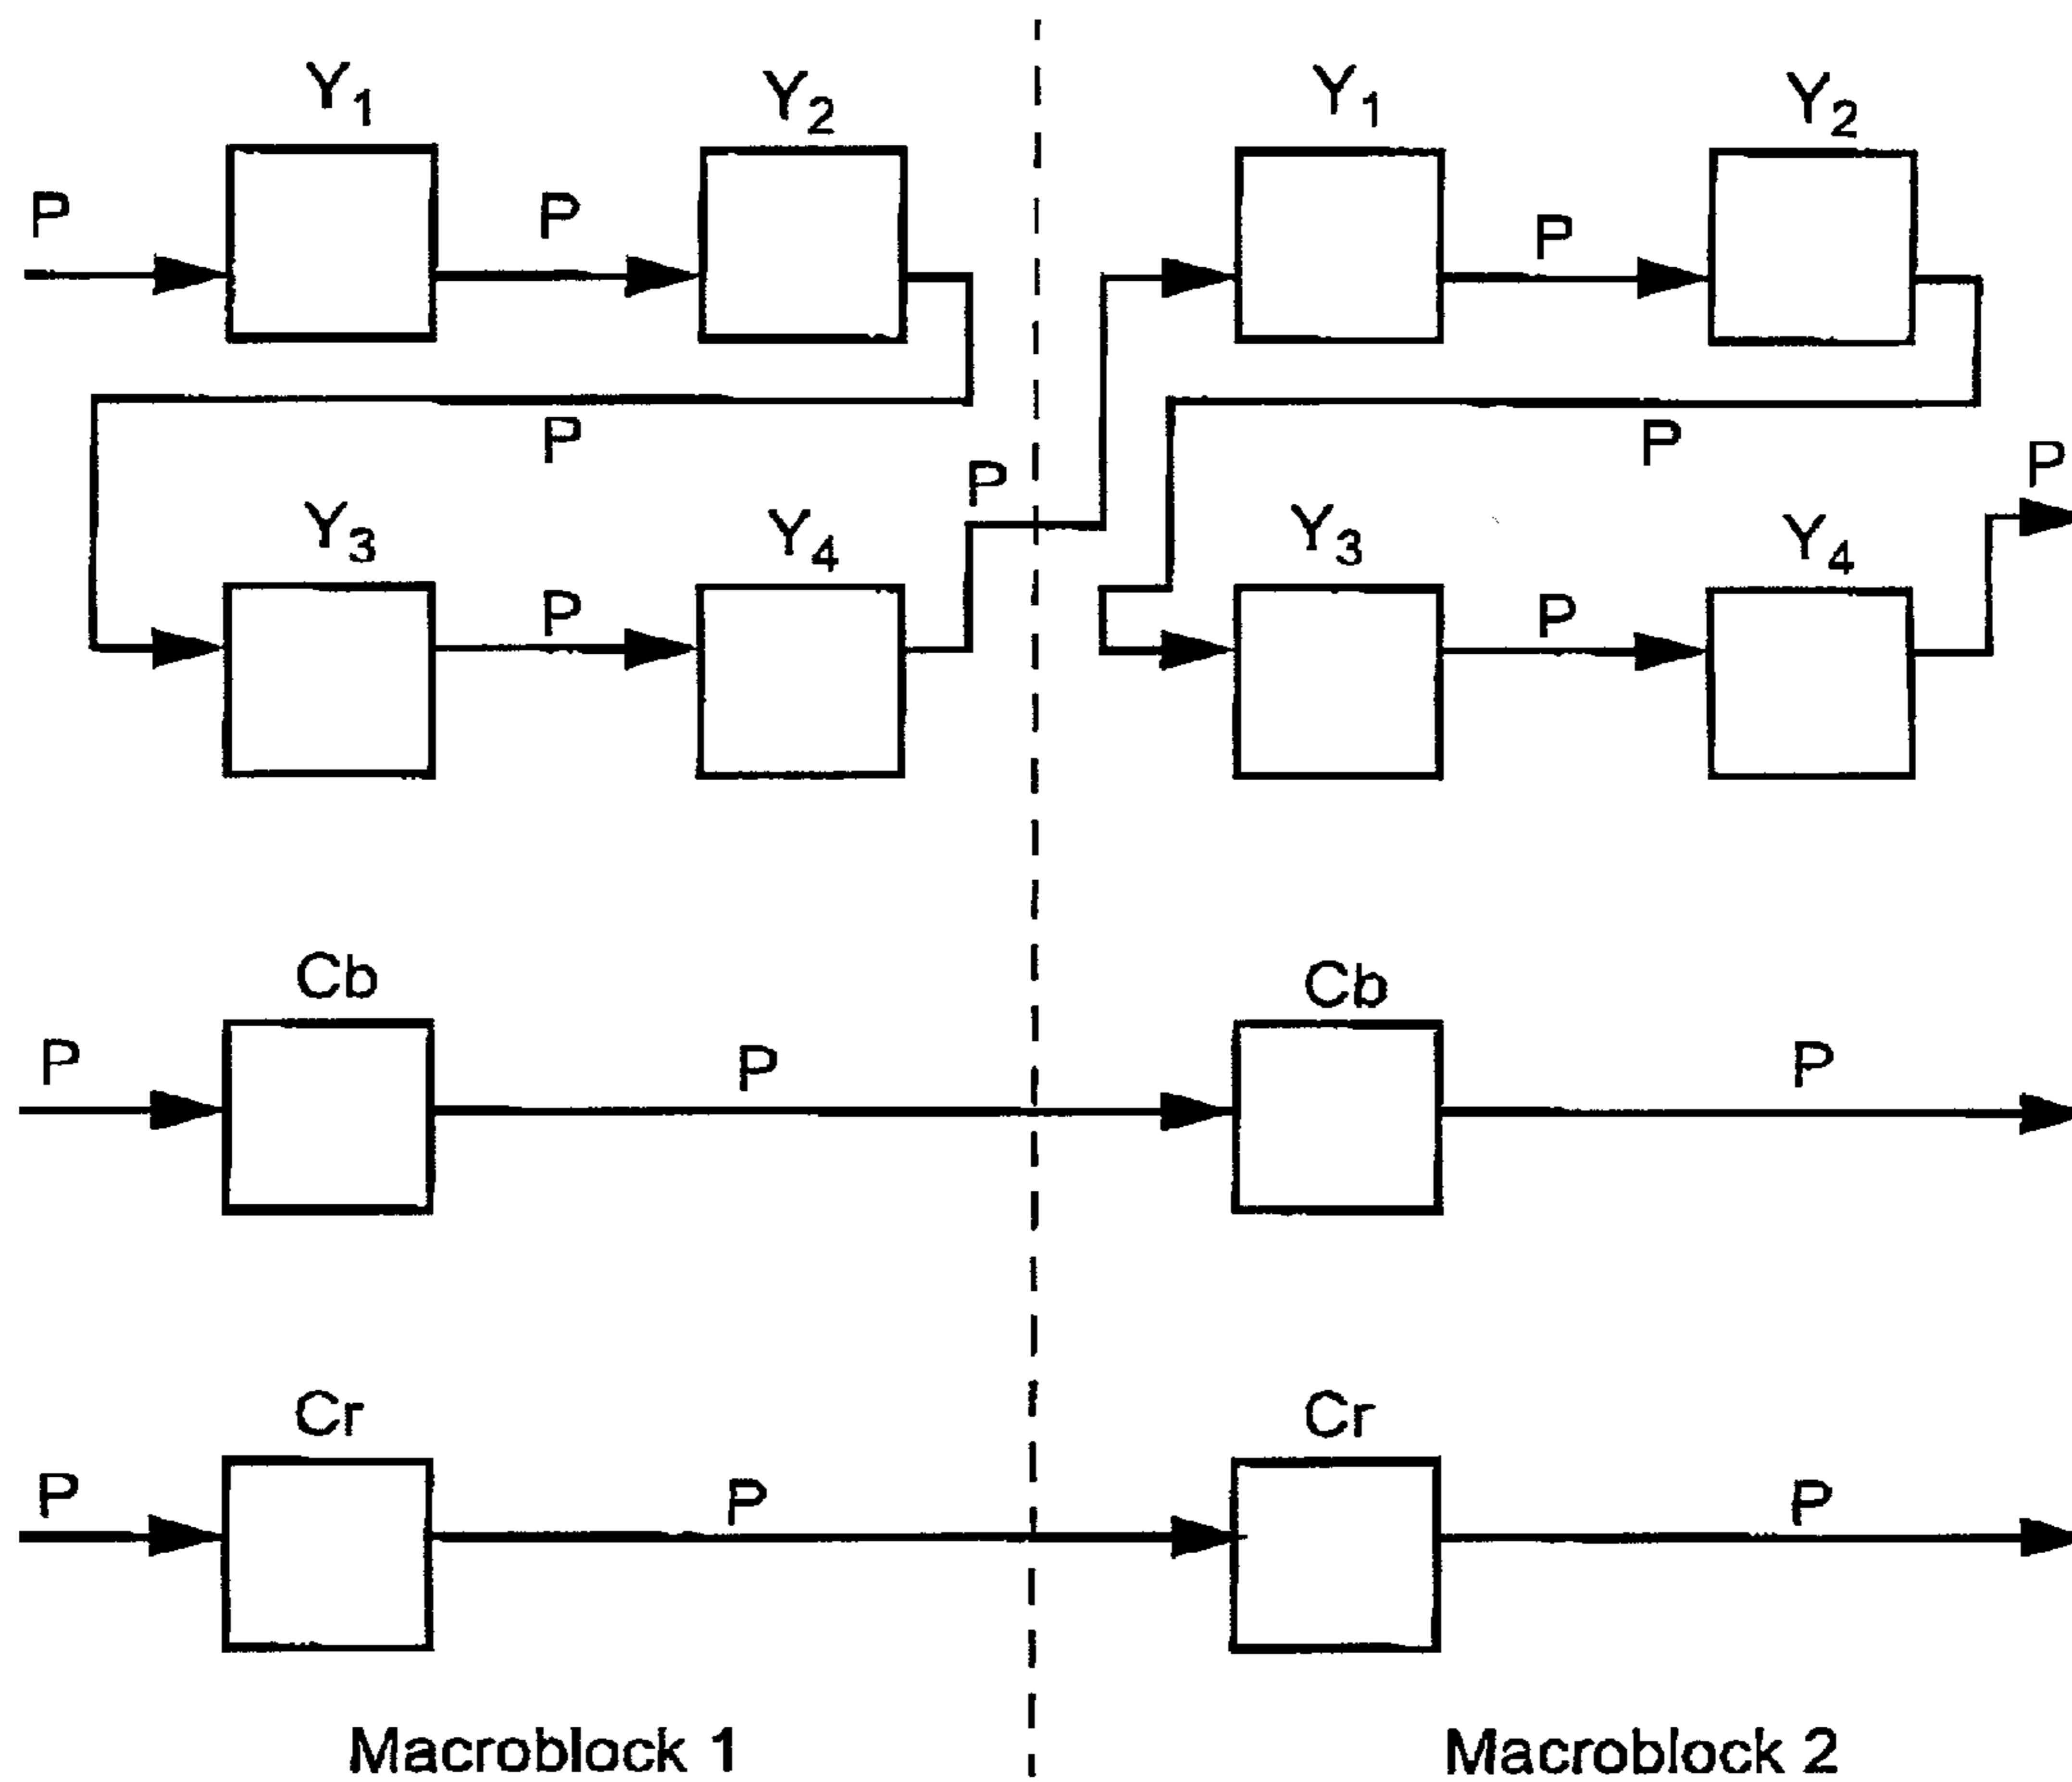 Y₁ Y₂ Y₁ Y₂
P P P
P P P
P
Y₃ Y₄ Y₃ Y₄
P P
Cb Cb
P P P
Cr Cr
P P P
Macroblock 1 Macroblock 2